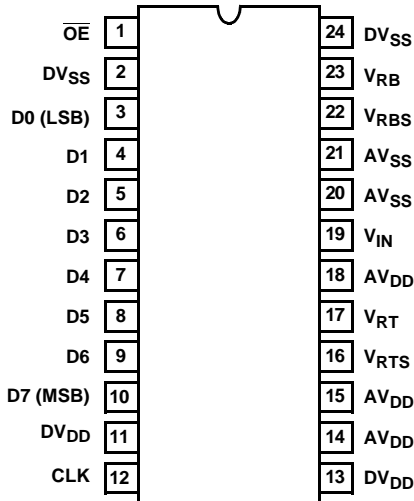 OE 1 24 DVSS
DVSS 2 23 VRB
D0 (LSB) 3 22 VRBS
D1 4 21 AVSS
D2 5 20 AVSS
D3 6 19 VIN
D4 7 18 AVDD
D5 8 17 VRT
D6 9 16 VRTS
D7 (MSB) 10 15 AVDD
DVDD 11 14 AVDD
CLK 12 13 DVDD